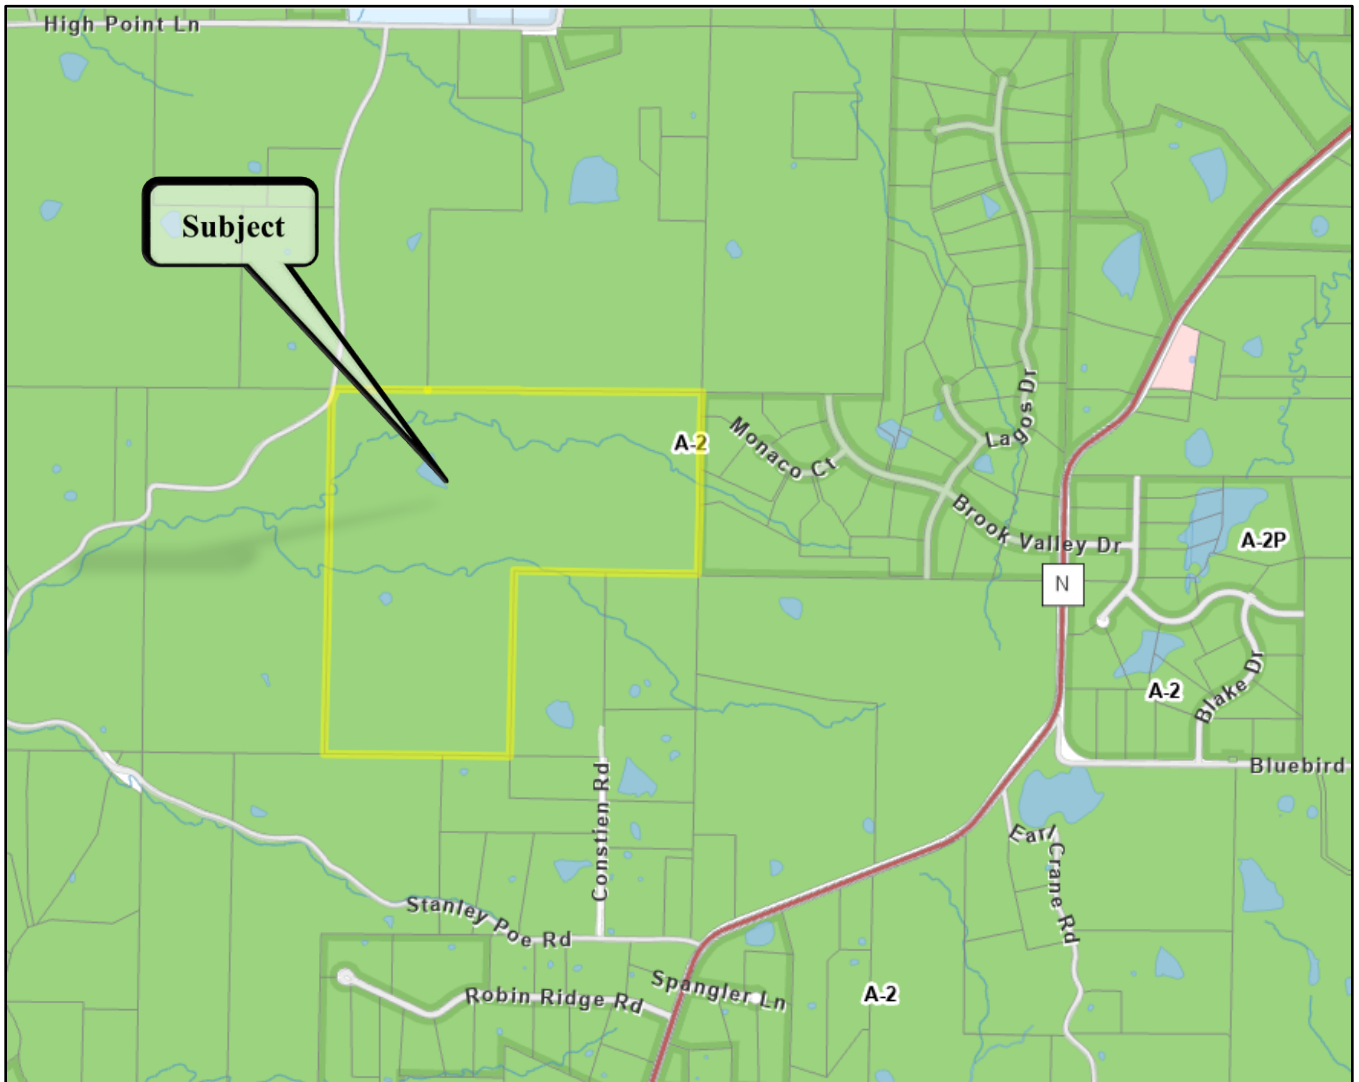 High Point Ln
Subject
A-2
Monaco Ct
Lagos Dr
Brook Valley Dr
A-2P
N
A-2
Blake Dr
Bluebird
Constien Rd
Earl Crane Rd
Stanley Poe Rd
Spangler Ln
A-2
Robin Ridge Rd